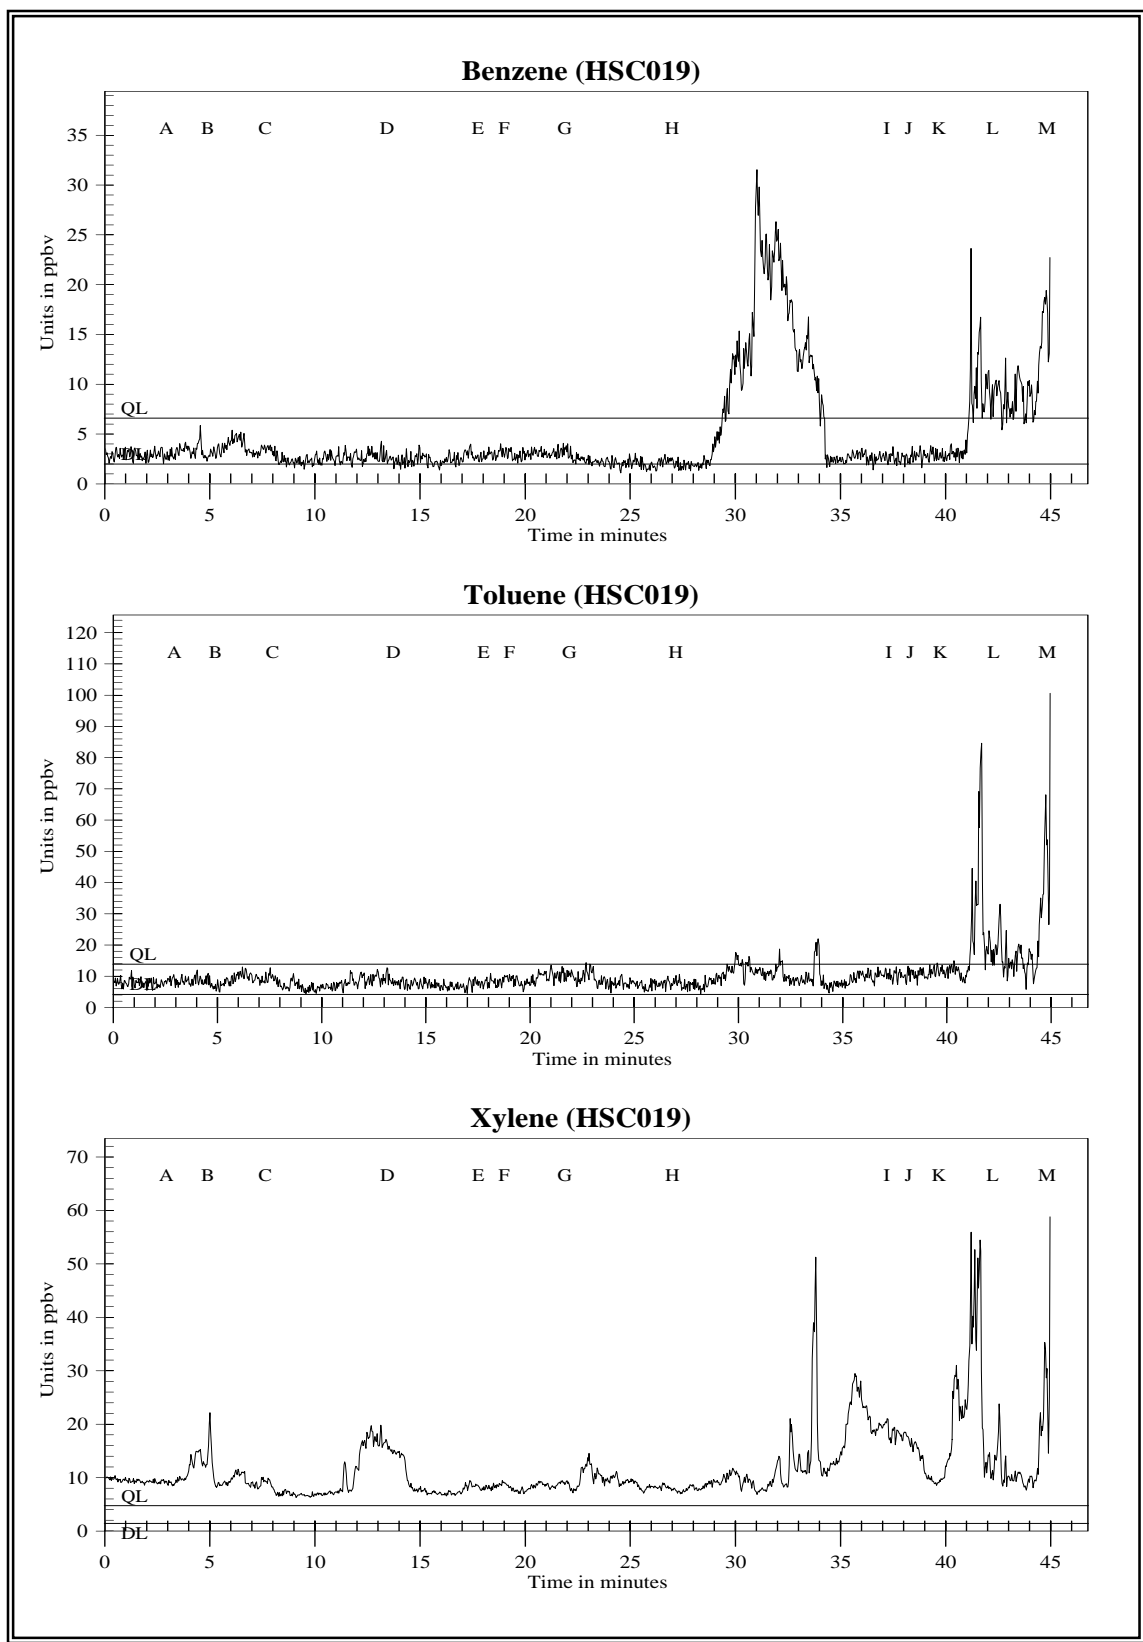 Benzene (HSC019)
A B C D E F G H I J K L M
35
30
25
20
15
10
5
0
Units in ppbv
QL
DL
0 5 10 15 20 25 30 35 40 45
Time in minutes
Toluene (HSC019)
A B C D E F G H I J K L M
120
110
100
90
80
70
60
50
40
30
20
10
0
Units in ppbv
QL
DL
0 5 10 15 20 25 30 35 40 45
Time in minutes
Xylene (HSC019)
A B C D E F G H I J K L M
70
60
50
40
30
20
10
0
Units in ppbv
QL
DL
0 5 10 15 20 25 30 35 40 45
Time in minutes